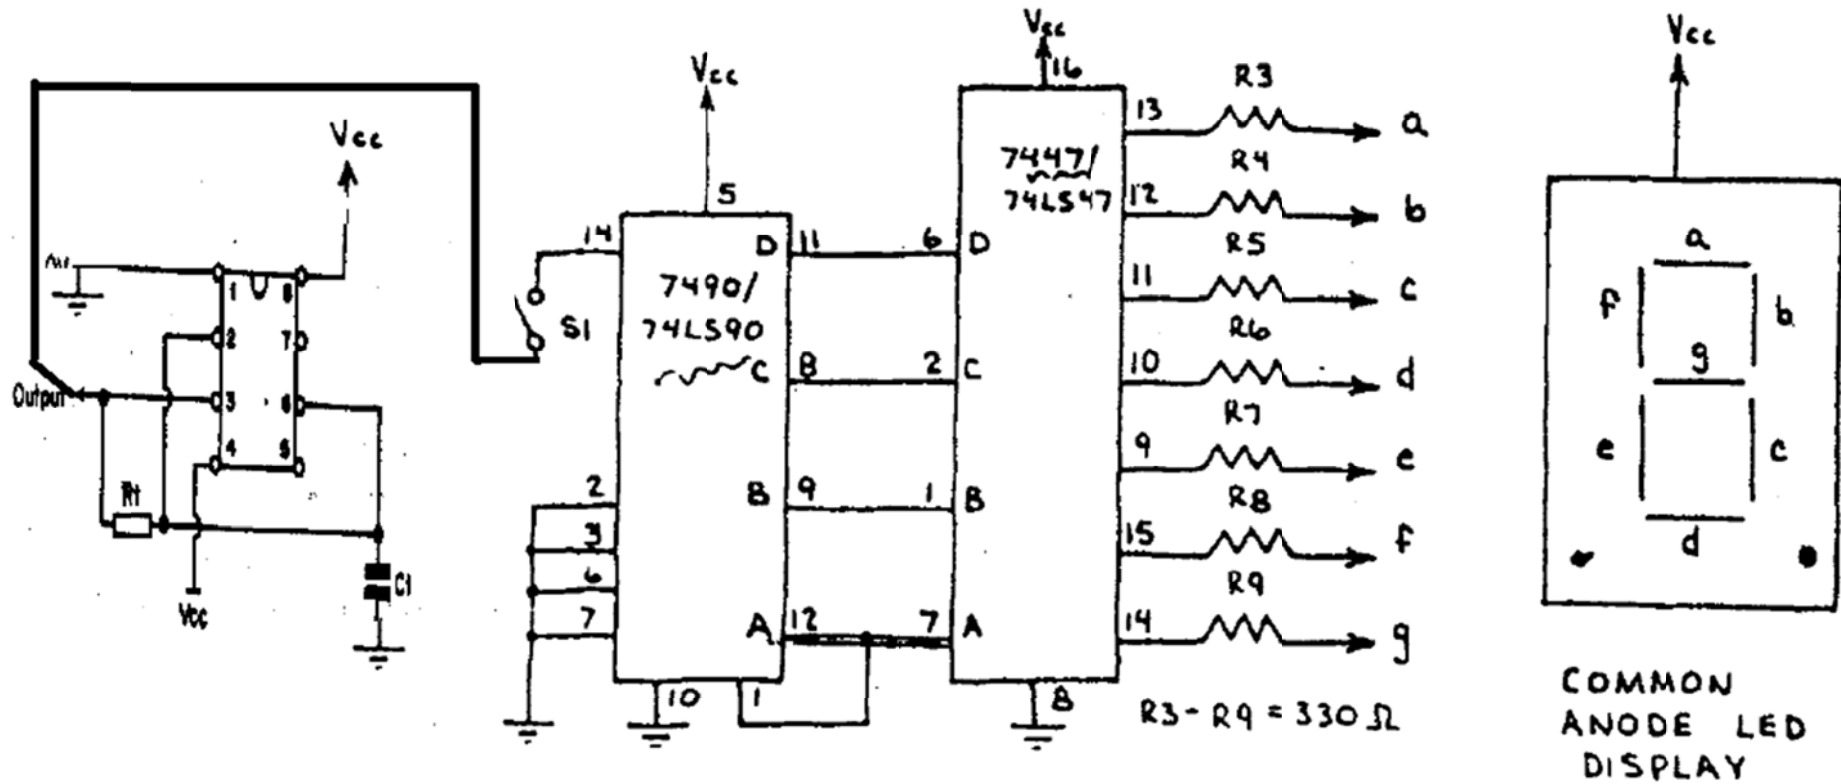 Vcc
1
8
2
7
3
6
4
5
Output
Rt
C1
Vcc
Vcc
5
14
S1
7490/
74LS90
D
11
C
8
B
9
A
12
2
3
6
7
10
1
Vcc
16
7447/
74LS47
6
D
2
C
1
B
7
A
8
13
R3
a
12
R4
b
11
R5
c
10
R6
d
9
R7
e
15
R8
f
14
R9
g
R3-R9 = 330 Ω
Vcc
a
f
b
g
e
c
d
COMMON
ANODE LED
DISPLAY